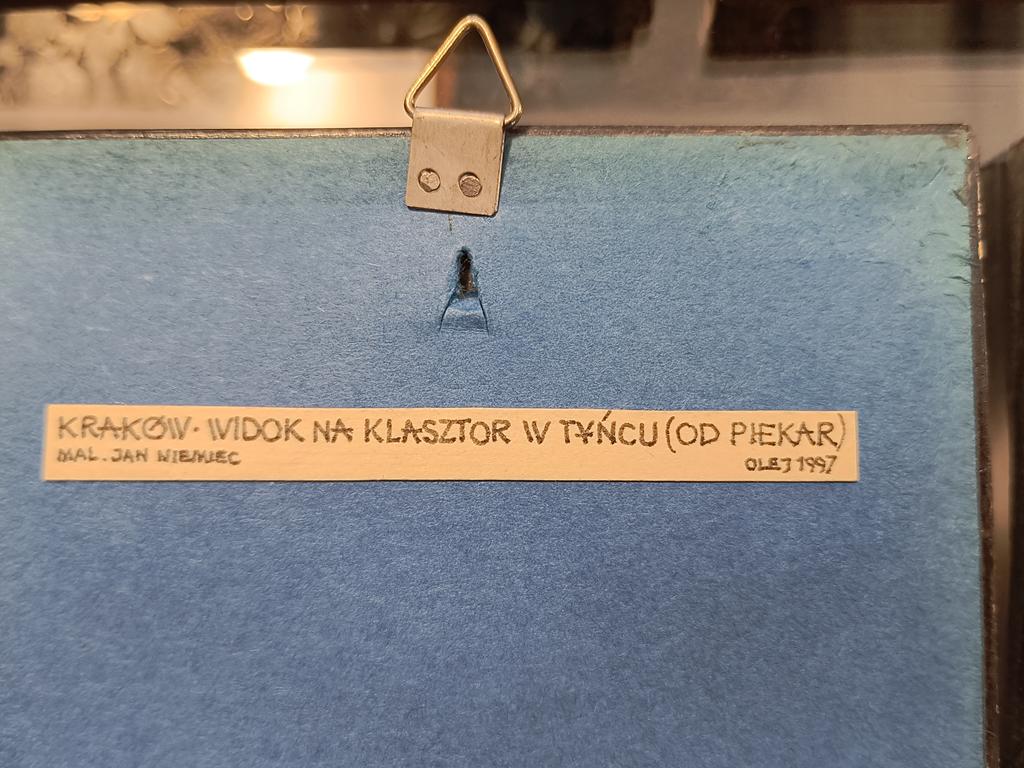 KRAKÓW. WIDOK NA KLASZTOR W TYŃCU (OD PIEKAR)
MAL. JAN NIEMIEC OLEJ 1997